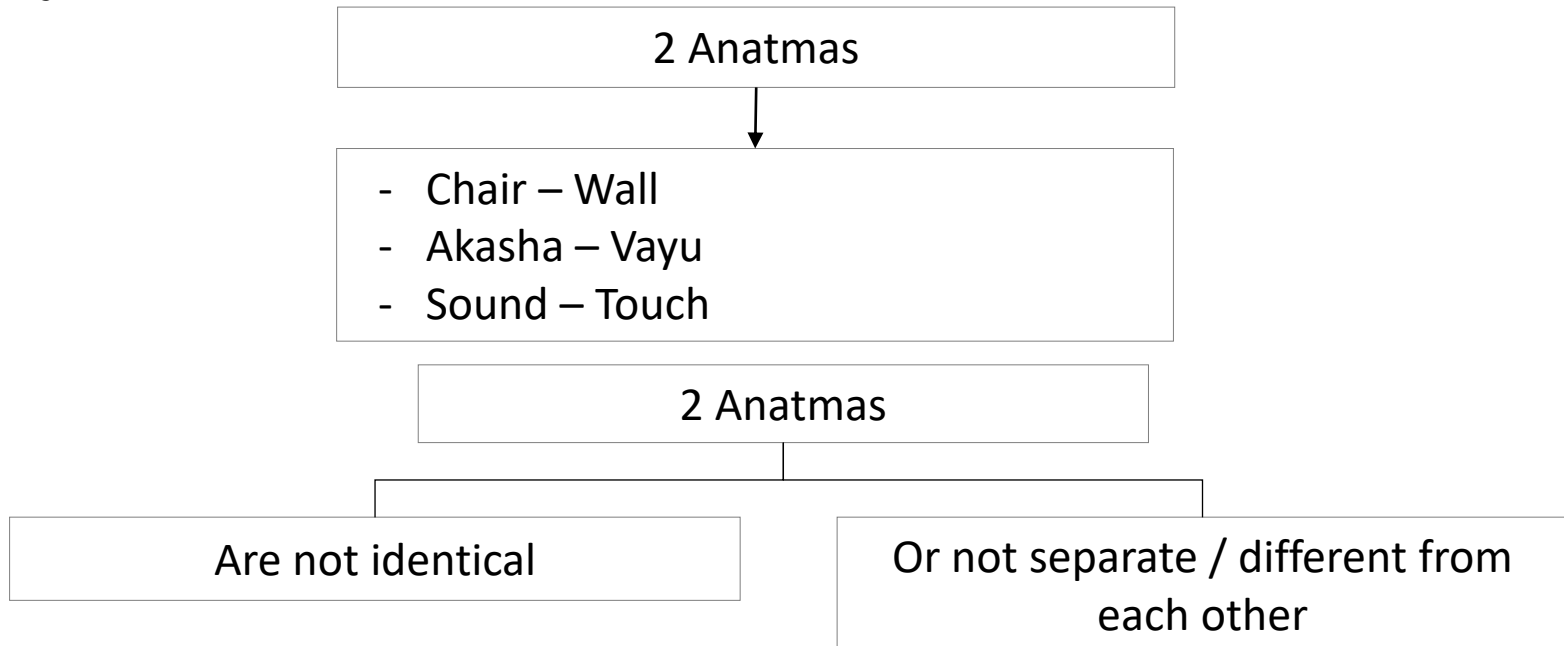 2 Anatmas
- Chair – Wall
- Akasha – Vayu
- Sound – Touch
2 Anatmas
Are not identical
Or not separate / different from
each other